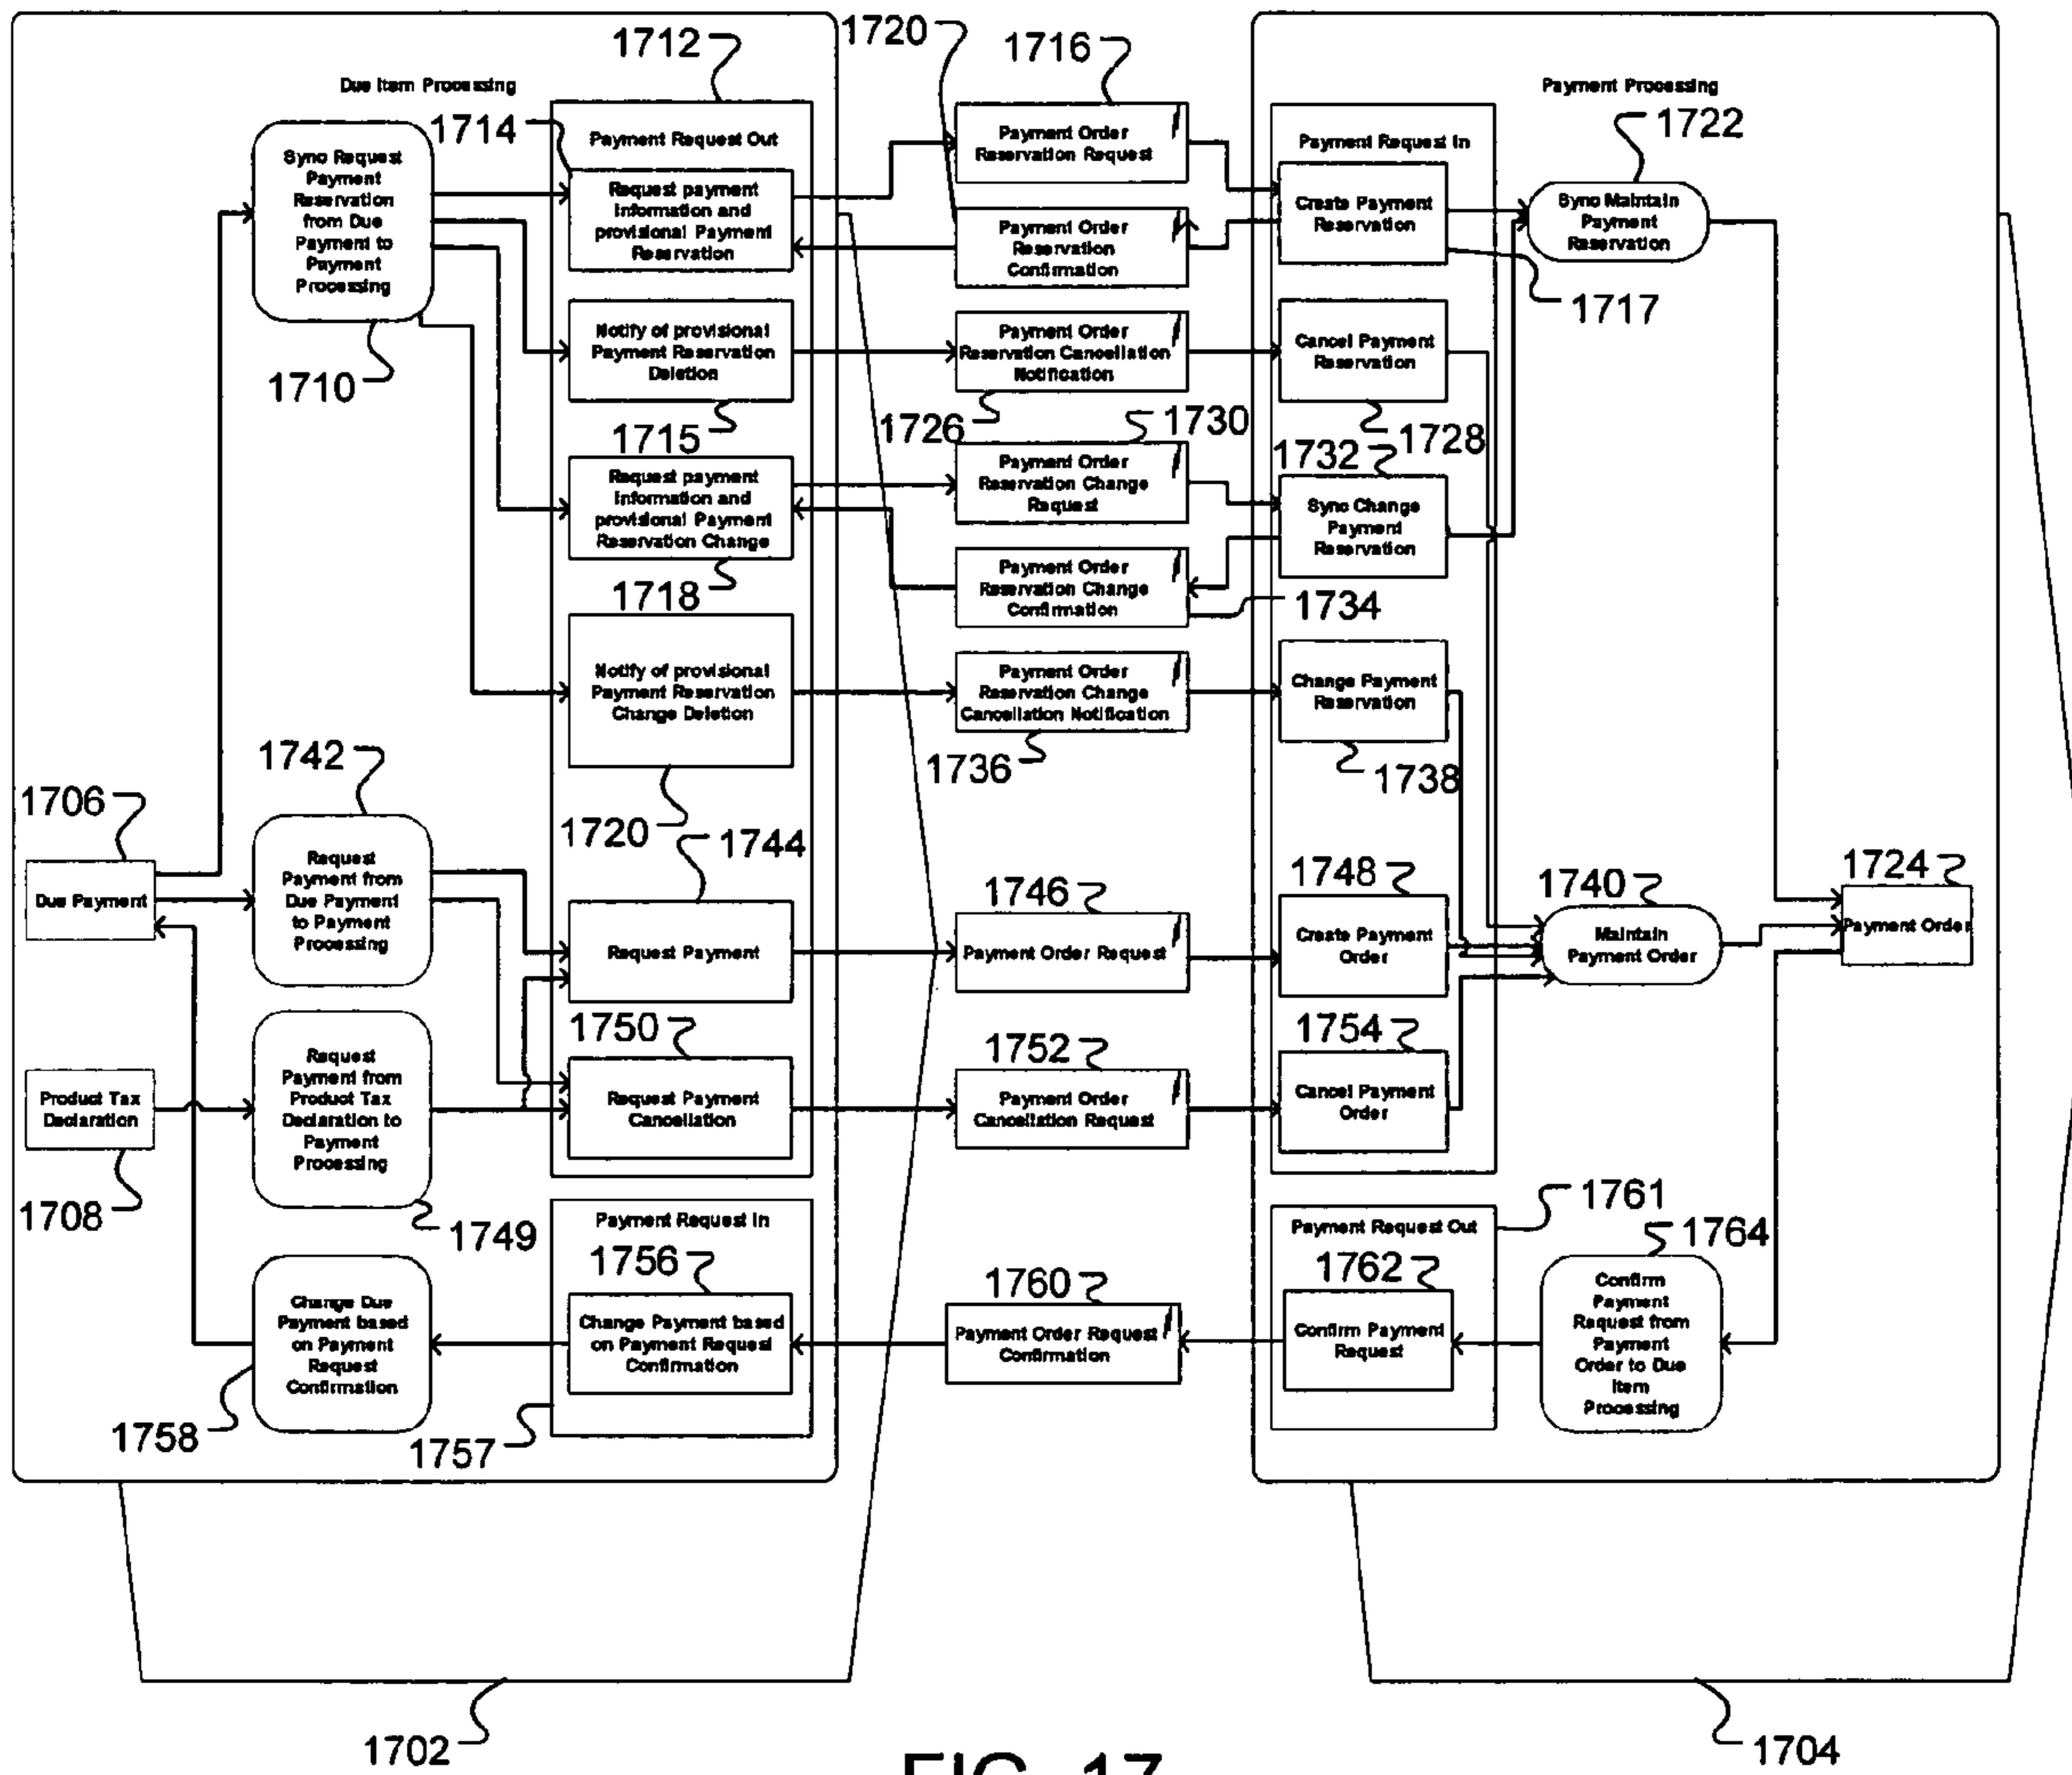 1712
1720
1716
Due Item Processing
Payment Processing
1714
Payment Request Out
Payment Request In
1722
Sync Request
Payment
Reservation
from Due
Payment to
Payment
Processing
1710
Request payment
Information and
provisional Payment
Reservation
Payment Order
Reservation Request
Payment Order
Reservation
Confirmation
Create Payment
Reservation
1717
Sync Maintain
Payment
Reservation
Notify of provisional
Payment Reservation
Deletion
1715
Payment Order
Reservation Cancellation
Notification
1726
Cancel Payment
Reservation
1728
Request payment
Information and
provisional Payment
Reservation Change
1718
1730
Payment Order
Reservation Change
Request
1732
Sync Change
Payment
Reservation
Payment Order
Reservation Change
Confirmation
1734
Notify of provisional
Payment Reservation
Change Deletion
1720
Payment Order
Reservation Change
Cancellation Notification
1736
Change Payment
Reservation
1738
1706
Due Payment
1742
Request
Payment from
Due Payment
to Payment
Processing
1744
Request Payment
1746
Payment Order Request
1748
Create Payment
Order
1740
Maintain
Payment Order
1724
Payment Order
Product Tax
Declaration
1708
Request
Payment from
Product Tax
Declaration to
Payment
Processing
1749
1750
Request Payment
Cancellation
1752
Payment Order
Cancellation Request
1754
Cancel Payment
Order
Change Due
Payment based
on Payment
Request
Confirmation
1758
Payment Request In
1756
Change Payment based
on Payment Request
Confirmation
1757
1760
Payment Order Request
Confirmation
Payment Request Out
1761
1762
Confirm Payment
Request
1764
Confirm
Payment
Request from
Payment
Order to Due
Item
Processing
1702
1704
FIG. 17